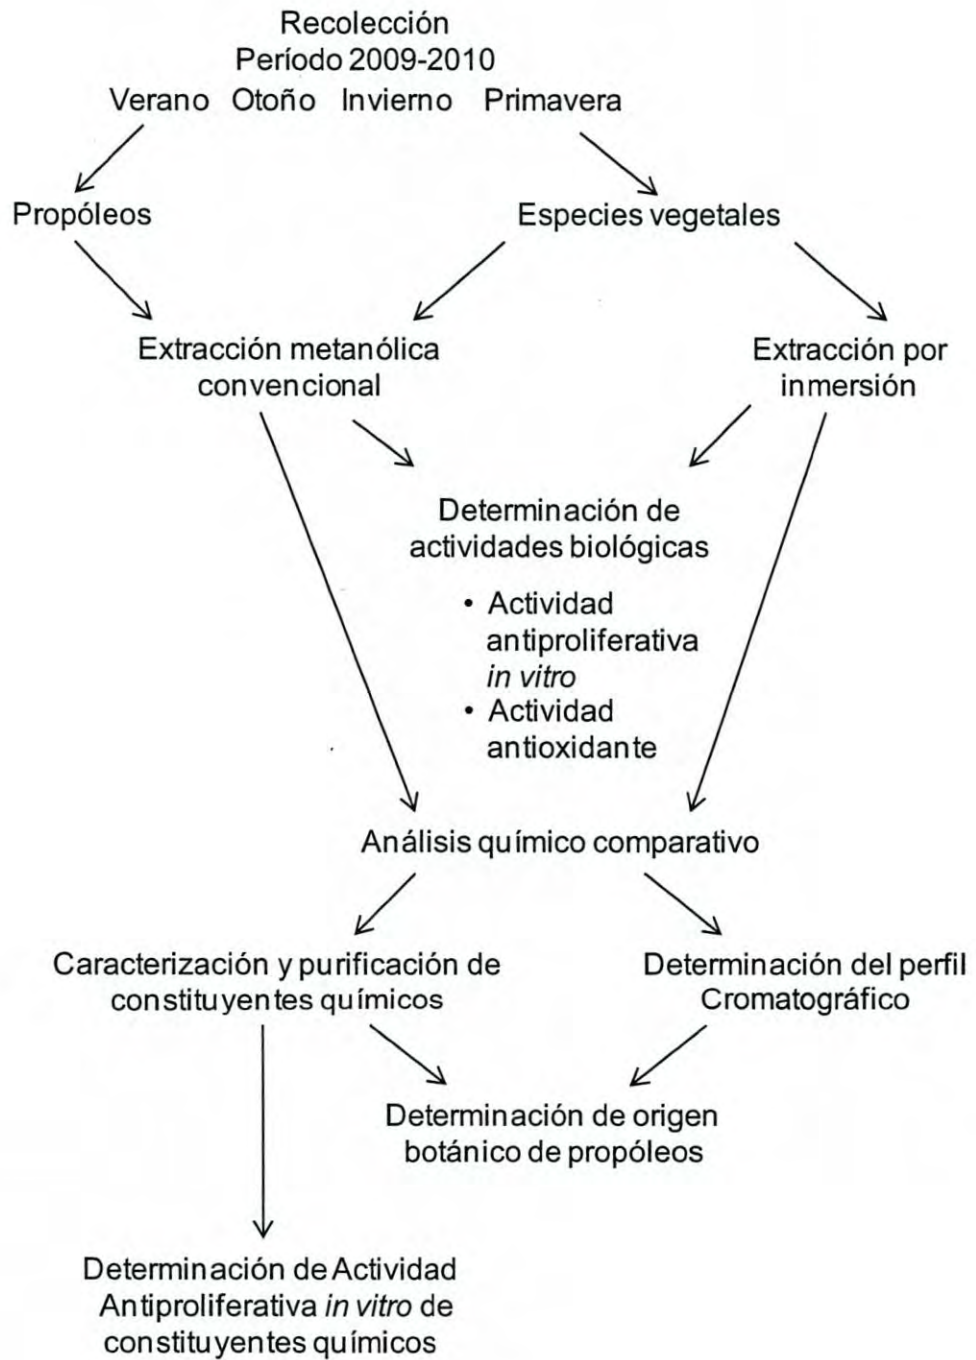 Recolección
Período 2009-2010
Verano Otoño Invierno Primavera
Propóleos
Especies vegetales
Extracción metanólica
convencional
Extracción por
inmersión
Determinación de
actividades biológicas
• Actividad
antiproliferativa
in vitro
• Actividad
antioxidante
Análisis químico comparativo
Caracterización y purificación de
constituyentes químicos
Determinación del perfil
Cromatográfico
Determinación de origen
botánico de propóleos
Determinación de Actividad
Antiproliferativa in vitro de
constituyentes químicos